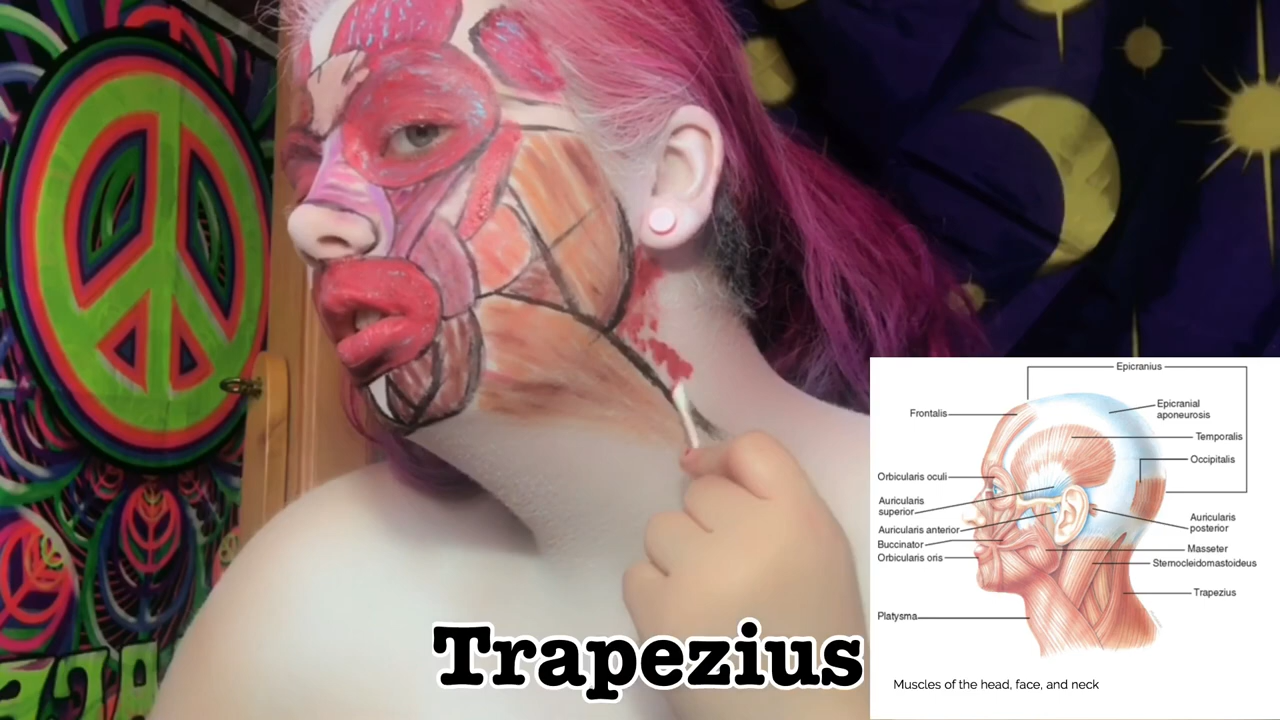 Trapezius
Epicranius
Frontalis
Epicranial
aponeurosis
Temporalis
Occipitalis
Orbicularis oculi
Auricularis
superior
Auricularis
posterior
Auricularis anterior
Buccinator
Masseter
Orbicularis oris
Sternocleidomastoideus
Trapezius
Platysma
Muscles of the head, face, and neck